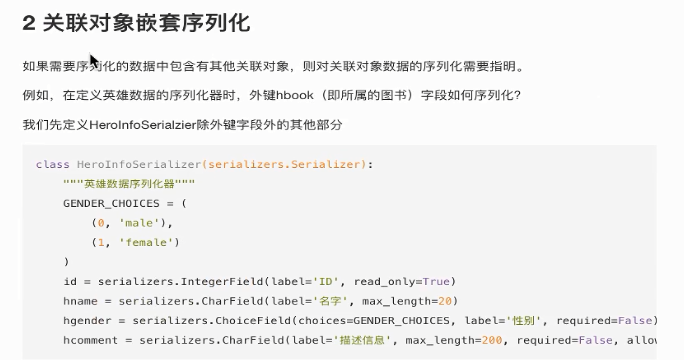 2 关联对象嵌套序列化
如果需要序列化的数据中包含有其他关联对象，则对关联对象数据的序列化需要指明。
例如，在定义英雄数据的序列化器时，外键hbook（即所属的图书）字段如何序列化?
我们先定义HeroInfoSerialzier除外键字段外的其他部分
class HeroInfoSerializer(serializers.Serializer):
    """英雄数据序列化器"""
    GENDER_CHOICES = (
        (0, 'male'),
        (1, 'female')
    )
    id = serializers.IntegerField(label='ID', read_only=True)
    hname = serializers.CharField(label='名字', max_length=20)
    hgender = serializers.ChoiceField(choices=GENDER_CHOICES, label='性别', required=False)
    hcomment = serializers.CharField(label='描述信息', max_length=200, required=False, allow